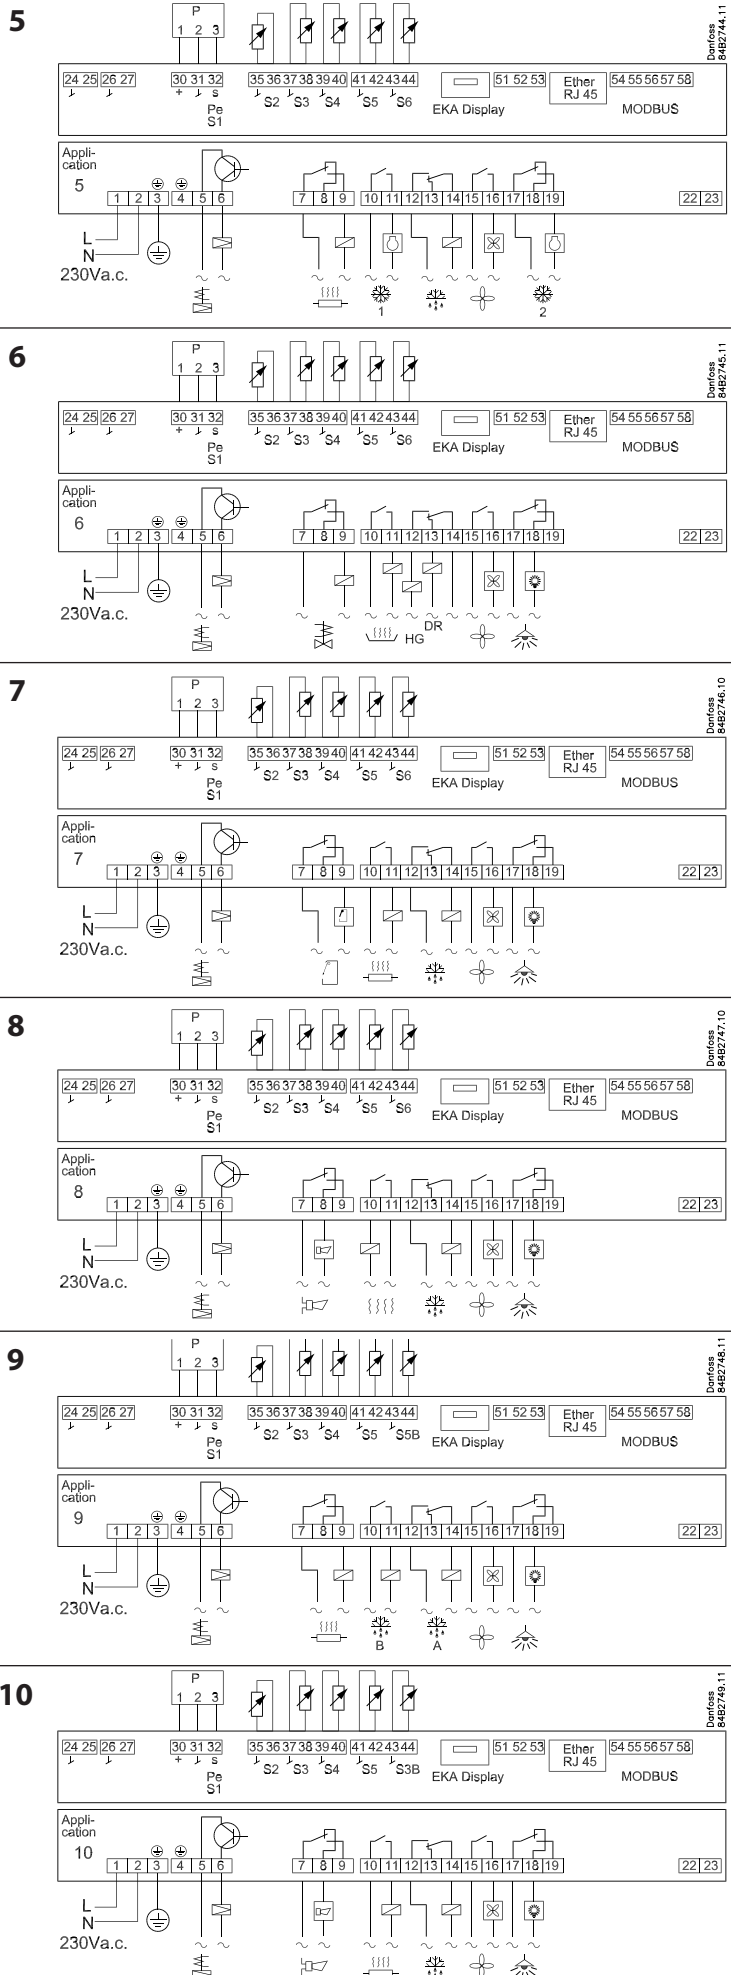 5
P
1 2 3
Danfoss
84B2744.11
24 25 26 27 30 31 32 35 36 37 38 39 40 41 42 43 44 51 52 53 Ether 54 55 56 57 58
+ s S2 S3 S4 S5 S6 RJ 45
Pe EKA Display MODBUS
S1
Appli-
cation
5
1 2 3 4 5 6 7 8 9 10 11 12 13 14 15 16 17 18 19 22 23
L
N
230Va.c.
1 2
6
P
1 2 3
Danfoss
84B2745.11
24 25 26 27 30 31 32 35 36 37 38 39 40 41 42 43 44 51 52 53 Ether 54 55 56 57 58
+ s S2 S3 S4 S5 S6 RJ 45
Pe EKA Display MODBUS
S1
Appli-
cation
6
1 2 3 4 5 6 7 8 9 10 11 12 13 14 15 16 17 18 19 22 23
L
N
230Va.c.
DR
HG
7
P
1 2 3
Danfoss
84B2746.10
24 25 26 27 30 31 32 35 36 37 38 39 40 41 42 43 44 51 52 53 Ether 54 55 56 57 58
+ s S2 S3 S4 S5 S6 RJ 45
Pe EKA Display MODBUS
S1
Appli-
cation
7
1 2 3 4 5 6 7 8 9 10 11 12 13 14 15 16 17 18 19 22 23
L
N
230Va.c.
8
P
1 2 3
Danfoss
84B2747.10
24 25 26 27 30 31 32 35 36 37 38 39 40 41 42 43 44 51 52 53 Ether 54 55 56 57 58
+ s S2 S3 S4 S5 S6 RJ 45
Pe EKA Display MODBUS
S1
Appli-
cation
8
1 2 3 4 5 6 7 8 9 10 11 12 13 14 15 16 17 18 19 22 23
L
N
230Va.c.
9
P
1 2 3
Danfoss
84B2748.11
24 25 26 27 30 31 32 35 36 37 38 39 40 41 42 43 44 51 52 53 Ether 54 55 56 57 58
+ s S2 S3 S4 S5 S5B RJ 45
Pe EKA Display MODBUS
S1
Appli-
cation
9
1 2 3 4 5 6 7 8 9 10 11 12 13 14 15 16 17 18 19 22 23
L
N
230Va.c.
B A
10
P
1 2 3
Danfoss
84B2749.11
24 25 26 27 30 31 32 35 36 37 38 39 40 41 42 43 44 51 52 53 Ether 54 55 56 57 58
+ s S2 S3 S4 S5 S3B RJ 45
Pe EKA Display MODBUS
S1
Appli-
cation
10
1 2 3 4 5 6 7 8 9 10 11 12 13 14 15 16 17 18 19 22 23
L
N
230Va.c.